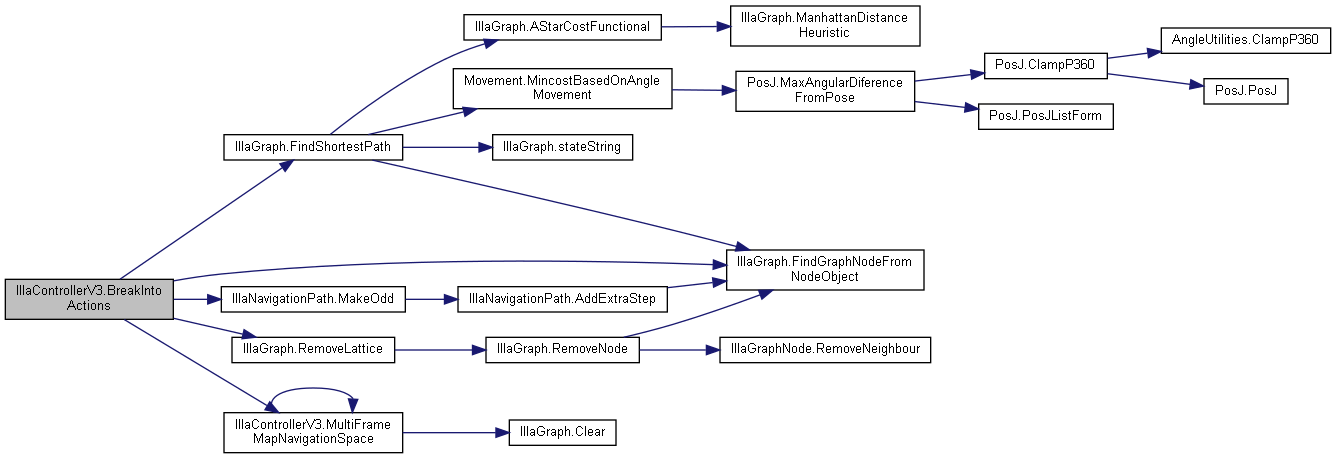 IllaGraph.AStarCostFunctional
IllaGraph.ManhattanDistance
Heuristic
AngleUtilities.ClampP360
Movement.MincostBasedOnAngle
Movement
PosJ.MaxAngularDiference
FromPose
PosJ.ClampP360
PosJ.PosJ
PosJ.PosJListForm
IllaGraph.FindShortestPath
IllaGraph.stateString
IllaGraph.FindGraphNodeFrom
NodeObject
IllaControllerV3.BreakInto
Actions
IllaNavigationPath.MakeOdd
IllaNavigationPath.AddExtraStep
IllaGraph.RemoveLattice
IllaGraph.RemoveNode
IllaGraphNode.RemoveNeighbour
IllaControllerV3.MultiFrame
MapNavigationSpace
IllaGraph.Clear